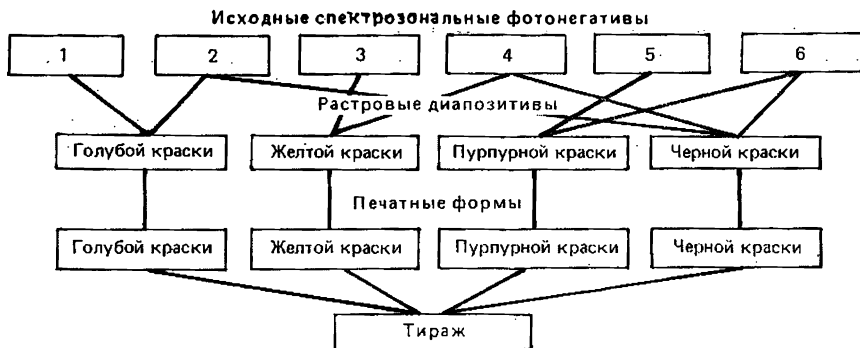 Исходные спектрозональные фотонегативы
1 2 3 4 5 6
Растровые диапозитивы
Голубой краски Желтой краски Пурпурной краски Черной краски
Печатные формы
Голубой краски Желтой краски Пурпурной краски Черной краски
Тираж